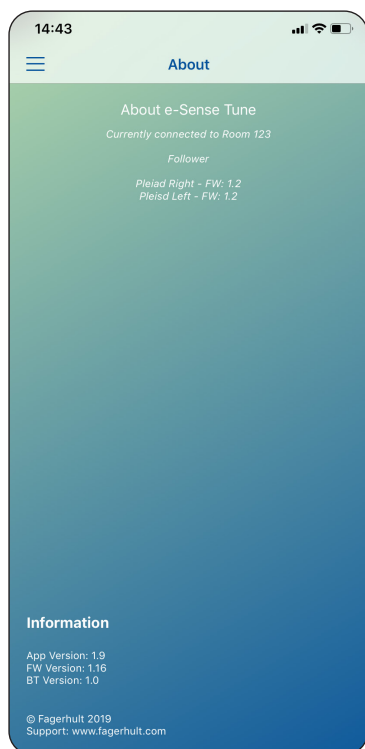 14:43
About
About e-Sense Tune
Currently connected to Room 123
Follower
Pleiad Right - FW: 1.2
Pleisd Left - FW: 1.2
Information
App Version: 1.9
FW Version: 1.16
BT Version: 1.0
© Fagerhult 2019
Support: www.fagerhult.com